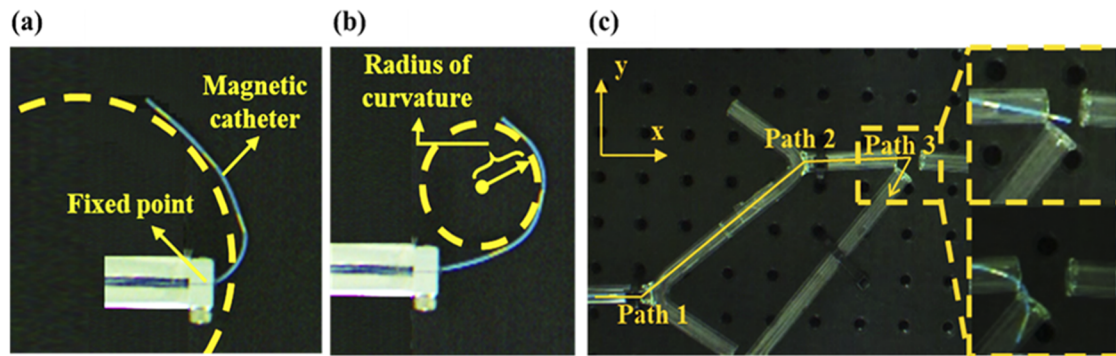 (a)
Magnetic
catheter
Fixed point
(b)
Radius of
curvature
(c)
y
x
Path 1
Path 2
Path 3